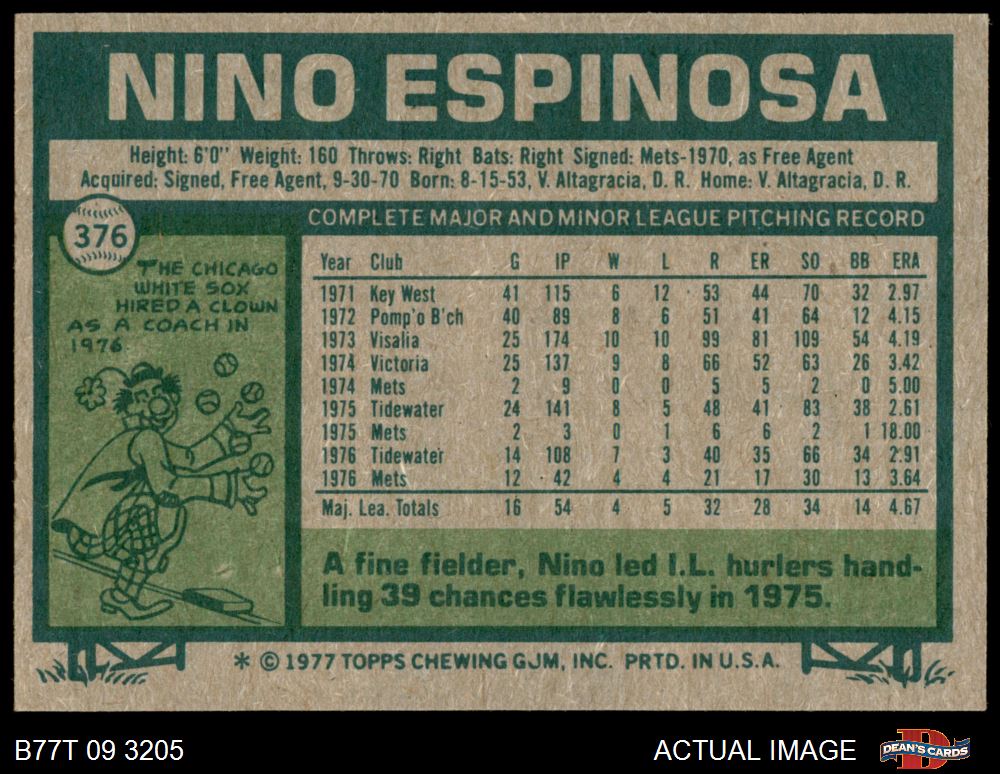 NINO ESPINOSA
Height: 6'0" Weight: 160 Throws: Right Bats: Right Signed: Mets-1970, as Free Agent
Acquired: Signed, Free Agent, 9-30-70 Born: 8-15-53, V. Altagracia, D. R. Home: V. Altagracia, D. R.
376
THE CHICAGO
WHITE SOX
HIRED A CLOWN
AS A COACH IN
1976.
COMPLETE MAJOR AND MINOR LEAGUE PITCHING RECORD
Year Club G IP W L R ER SO BB ERA
1971 Key West 41 115 6 12 53 44 70 32 2.97
1972 Pomp'o B'ch 40 89 8 6 51 41 64 12 4.15
1973 Visalia 25 174 10 10 99 81 109 54 4.19
1974 Victoria 25 137 9 8 66 52 63 26 3.42
1974 Mets 2 9 0 0 5 5 2 0 5.00
1975 Tidewater 24 141 8 5 48 41 83 38 2.61
1975 Mets 2 3 0 1 6 6 2 1 18.00
1976 Tidewater 14 108 7 3 40 35 66 34 2.91
1976 Mets 12 42 4 4 21 17 30 13 3.64
Maj. Lea. Totals 16 54 4 5 32 28 34 14 4.67
A fine fielder, Nino led I.L. hurlers hand-
ling 39 chances flawlessly in 1975.
* © 1977 TOPPS CHEWING GUM, INC. PRTD. IN U.S.A.
B77T 09 3205
ACTUAL IMAGE
D
DEAN'S CARDS